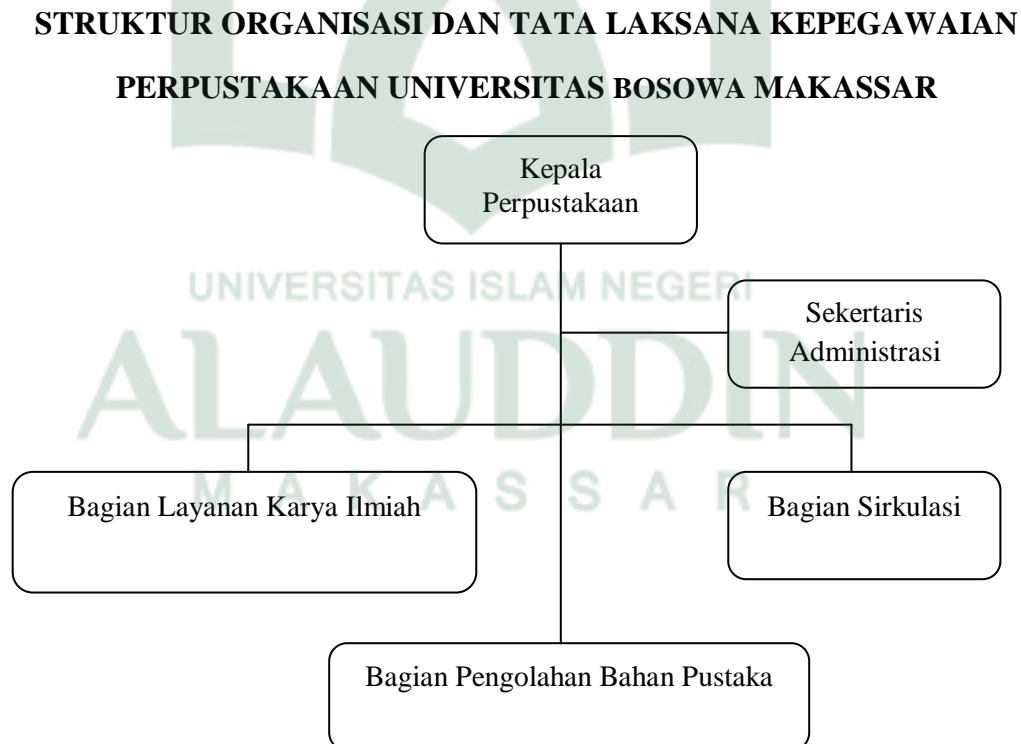 STRUKTUR ORGANISASI DAN TATA LAKSANA KEPEGAWAIAN
PERPUSTAKAAN UNIVERSITAS BOSOWA MAKASSAR
Kepala
Perpustakaan
UNIVERSITAS ISLAM NEGERI
Sekertaris
Administrasi
ALAUDDIN
Bagian Layanan Karya Ilmiah
MAKASSAR
Bagian Sirkulasi
Bagian Pengolahan Bahan Pustaka